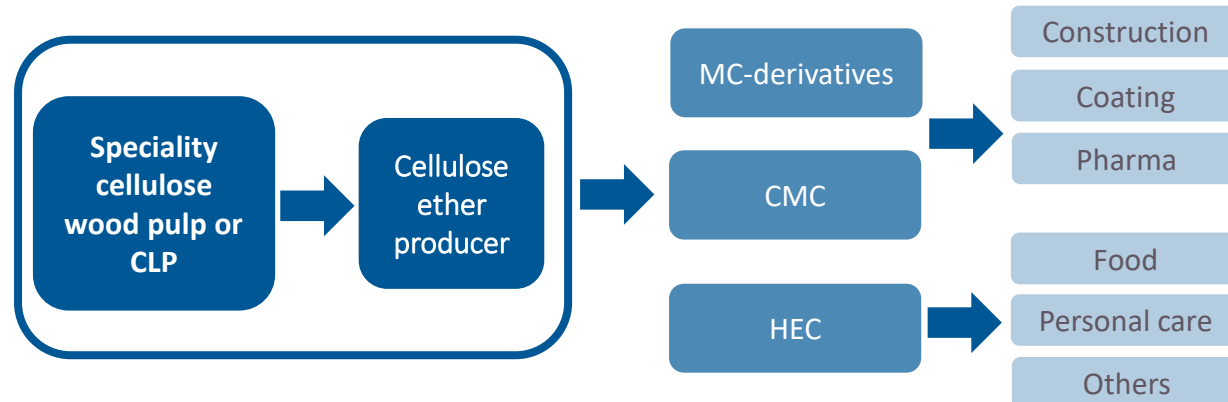 Speciality
cellulose
wood pulp or
CLP
Cellulose
ether
producer
MC-derivatives
CMC
HEC
Construction
Coating
Pharma
Food
Personal care
Others